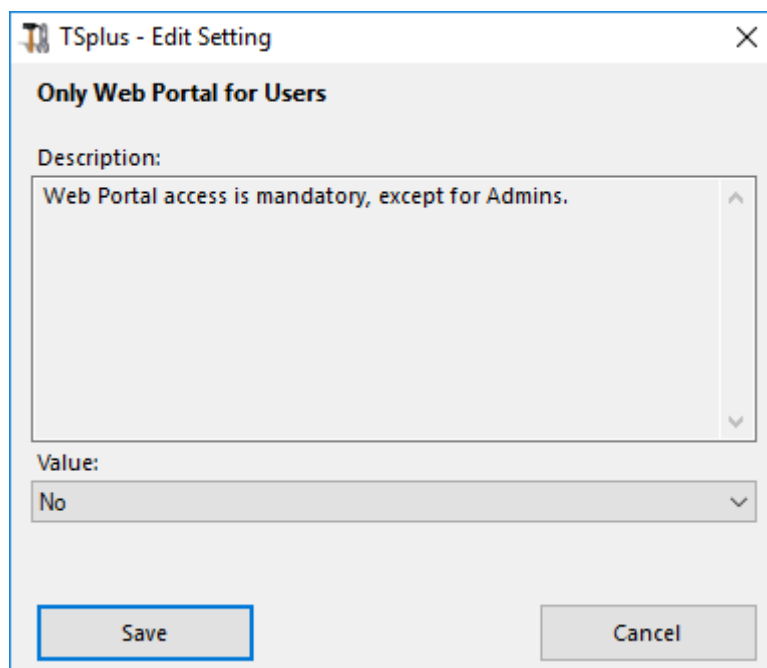 TSplus - Edit Setting
Only Web Portal for Users
Description:
Web Portal access is mandatory, except for Admins.
Value:
No
Save Cancel